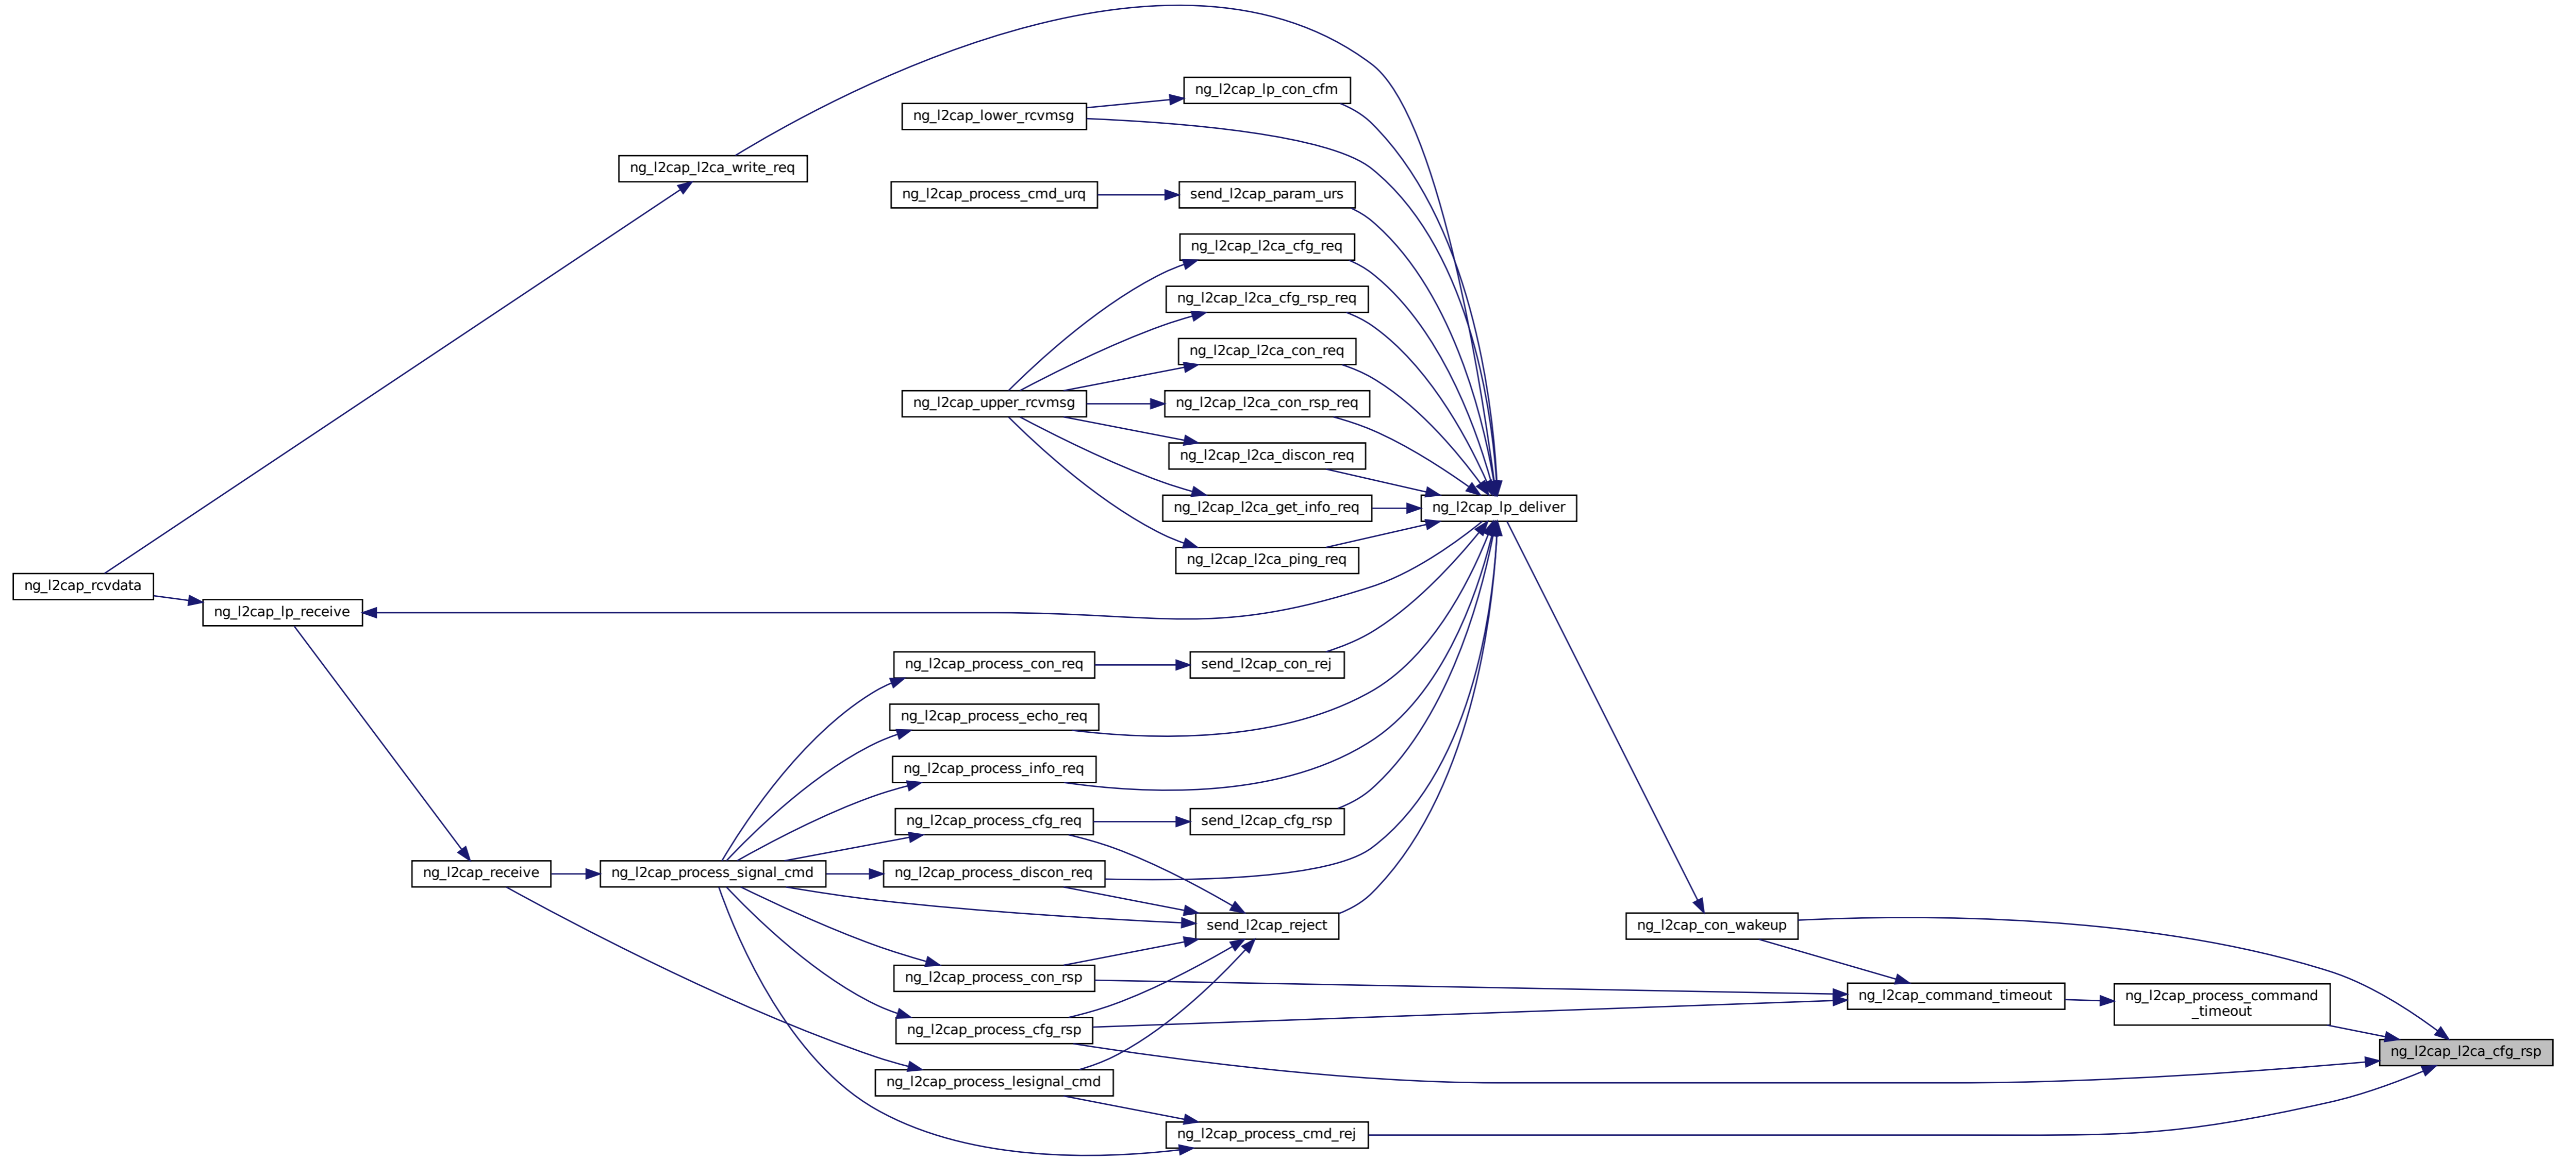 ng_l2cap_lp_con_cfm
ng_l2cap_lower_rcvmsg
ng_l2cap_l2ca_write_req
ng_l2cap_process_cmd_urq
send_l2cap_param_urs
ng_l2cap_l2ca_cfg_req
ng_l2cap_l2ca_cfg_rsp_req
ng_l2cap_l2ca_con_req
ng_l2cap_upper_rcvmsg
ng_l2cap_l2ca_con_rsp_req
ng_l2cap_l2ca_discon_req
ng_l2cap_l2ca_get_info_req
ng_l2cap_lp_deliver
ng_l2cap_l2ca_ping_req
ng_l2cap_rcvdata
ng_l2cap_lp_receive
ng_l2cap_process_con_req
send_l2cap_con_rej
ng_l2cap_process_echo_req
ng_l2cap_process_info_req
ng_l2cap_process_cfg_req
send_l2cap_cfg_rsp
ng_l2cap_receive
ng_l2cap_process_signal_cmd
ng_l2cap_process_discon_req
send_l2cap_reject
ng_l2cap_con_wakeup
ng_l2cap_process_con_rsp
ng_l2cap_command_timeout
ng_l2cap_process_command
_timeout
ng_l2cap_process_cfg_rsp
ng_l2cap_l2ca_cfg_rsp
ng_l2cap_process_lesignal_cmd
ng_l2cap_process_cmd_rej